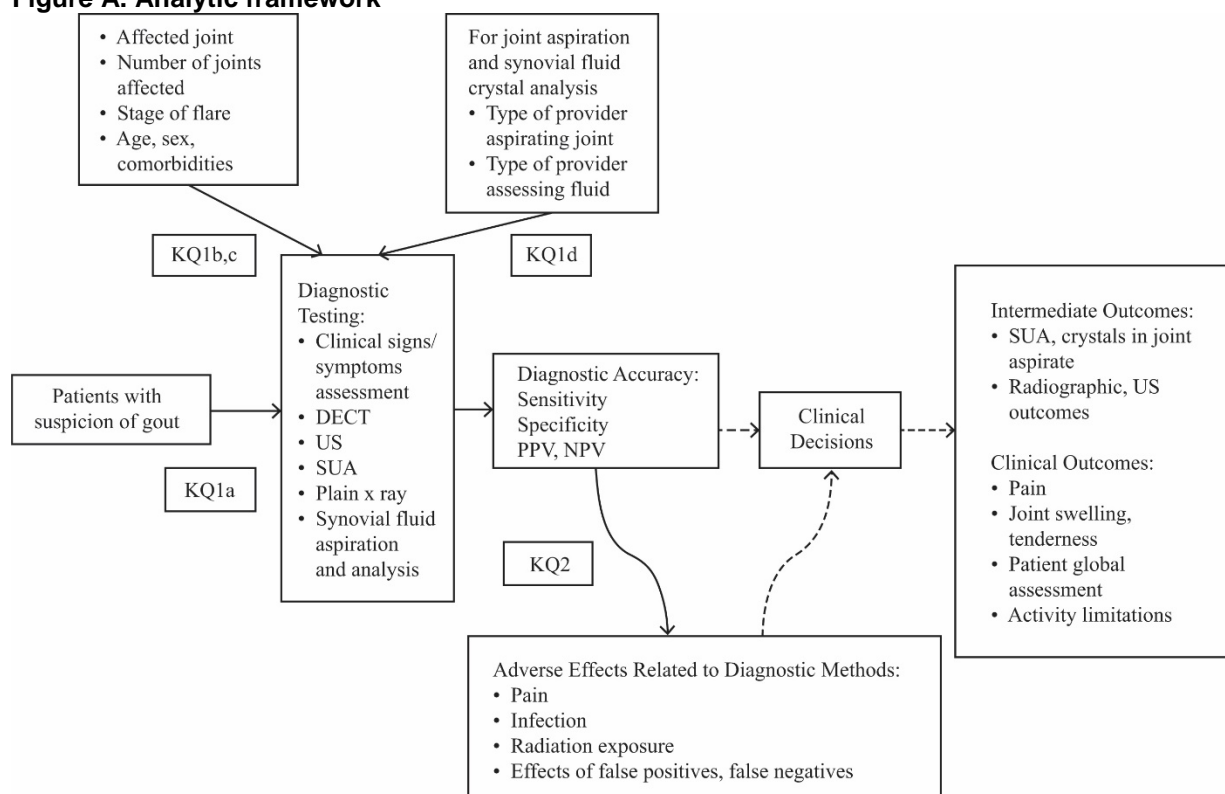 Figure A. Analytic framework
• Affected joint
• Number of joints
affected
• Stage of flare
• Age, sex,
comorbidities
For joint aspiration
and synovial fluid
crystal analysis
• Type of provider
aspirating joint
• Type of provider
assessing fluid
KQ1b,c
KQ1d
Patients with
suspicion of gout
KQ1a
Diagnostic
Testing:
• Clinical signs/
symptoms
assessment
• DECT
• US
• SUA
• Plain x ray
• Synovial fluid
aspiration
and analysis
Diagnostic Accuracy:
Sensitivity
Specificity
PPV, NPV
KQ2
Clinical
Decisions
Intermediate Outcomes:
• SUA, crystals in joint
aspirate
• Radiographic, US
outcomes
Clinical Outcomes:
• Pain
• Joint swelling,
tenderness
• Patient global
assessment
• Activity limitations
Adverse Effects Related to Diagnostic Methods:
• Pain
• Infection
• Radiation exposure
• Effects of false positives, false negatives